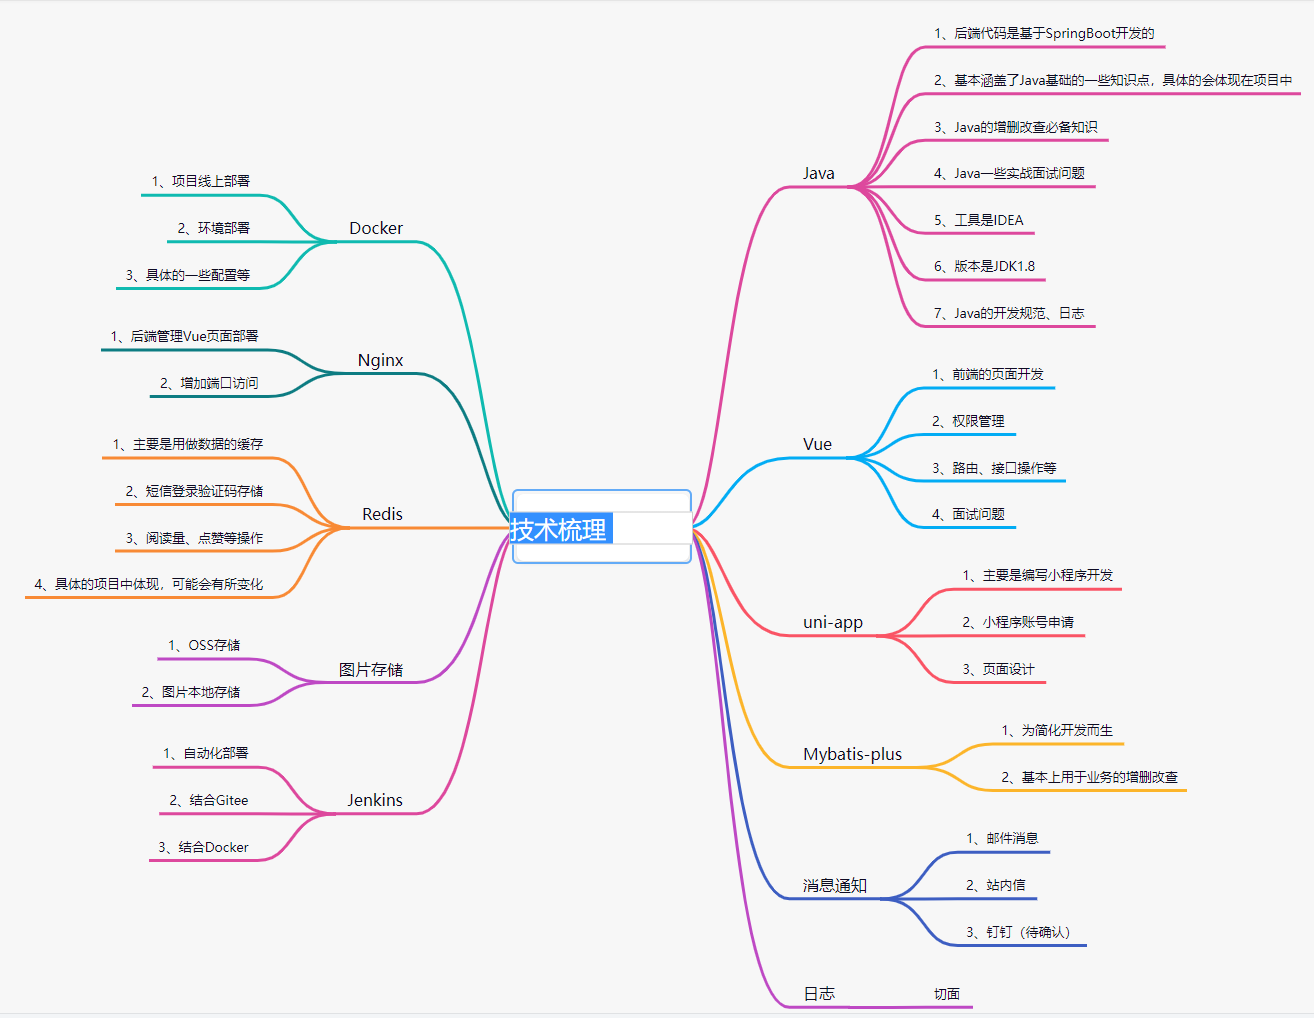 技术梳理
Java
1、后端代码是基于SpringBoot开发的
2、基本涵盖了Java基础的一些知识点，具体的会体现在项目中
3、Java的增删改查必备知识
4、Java一些实战面试问题
5、工具是IDEA
6、版本是JDK1.8
7、Java的开发规范、日志
Vue
1、前端的页面开发
2、权限管理
3、路由、接口操作等
4、面试问题
uni-app
1、主要是编写小程序开发
2、小程序账号申请
3、页面设计
Mybatis-plus
1、为简化开发而生
2、基本上用于业务的增删改查
消息通知
1、邮件消息
2、站内信
3、钉钉（待确认）
日志
切面
Docker
1、项目线上部署
2、环境部署
3、具体的一些配置等
Nginx
1、后端管理Vue页面部署
2、增加端口访问
Redis
1、主要是用做数据的缓存
2、短信登录验证码存储
3、阅读量、点赞等操作
4、具体的项目中体现，可能会有所变化
图片存储
1、OSS存储
2、图片本地存储
Jenkins
1、自动化部署
2、结合Gitee
3、结合Docker